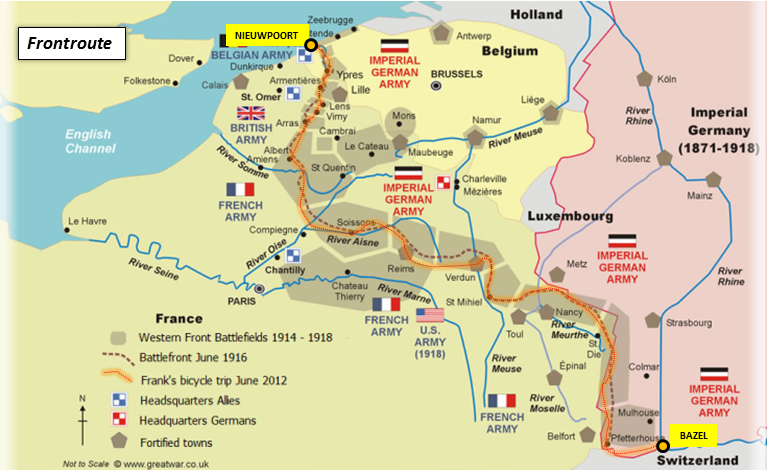 Frontroute
NIEUWPOORT
Zeebrugge
tende
Holland
Antwerp
Dover
BELGIAN ARMY
Dunkirque
Ypres
IMPERIAL
GERMAN
ARMY
Belgium
BRUSSELS
Köln
Folkestone
Calais
Armentières
Lille
St. Omer
Lens
Vimy
Liège
River
Rhine
Imperial
Germany
(1871-1918)
BRITISH
ARMY
Arras
Mons
Cambrai
Namur
River Meuse
English
Channel
River Somme
Albert
Amiens
Le Cateau
Maubeuge
Koblenz
St Quentin
IMPERIAL
GERMAN
ARMY
Charleville
Mézières
Mainz
FRENCH
ARMY
Luxembourg
Le Havre
Compiegne
Soissons
River Aisne
IMPERIAL
GERMAN
ARMY
River Oise
River Seine
Chantilly
Reims
Verdun
Metz
River
Rhine
PARIS
Chateau
Thierry
River Marne
St Mihiel
France
FRENCH
ARMY
U.S.
ARMY
(1918)
Toul
Nancy
River
Meurthe
St.
Die
Strasbourg
Western Front Battlefields 1914 - 1918
Battlefront June 1916
Frank's bicycle trip June 2012
River
Meuse
Épinal
Colmar
IMPERIAL
GERMAN
ARMY
Headsquarters Allies
Headquarters Germans
Fortified towns
N
FRENCH
ARMY
River
Moselle
Mulhouse
Belfort
Pfetterhouse
BAZEL
Switzerland
Not to Scale © www.greatwar.co.uk